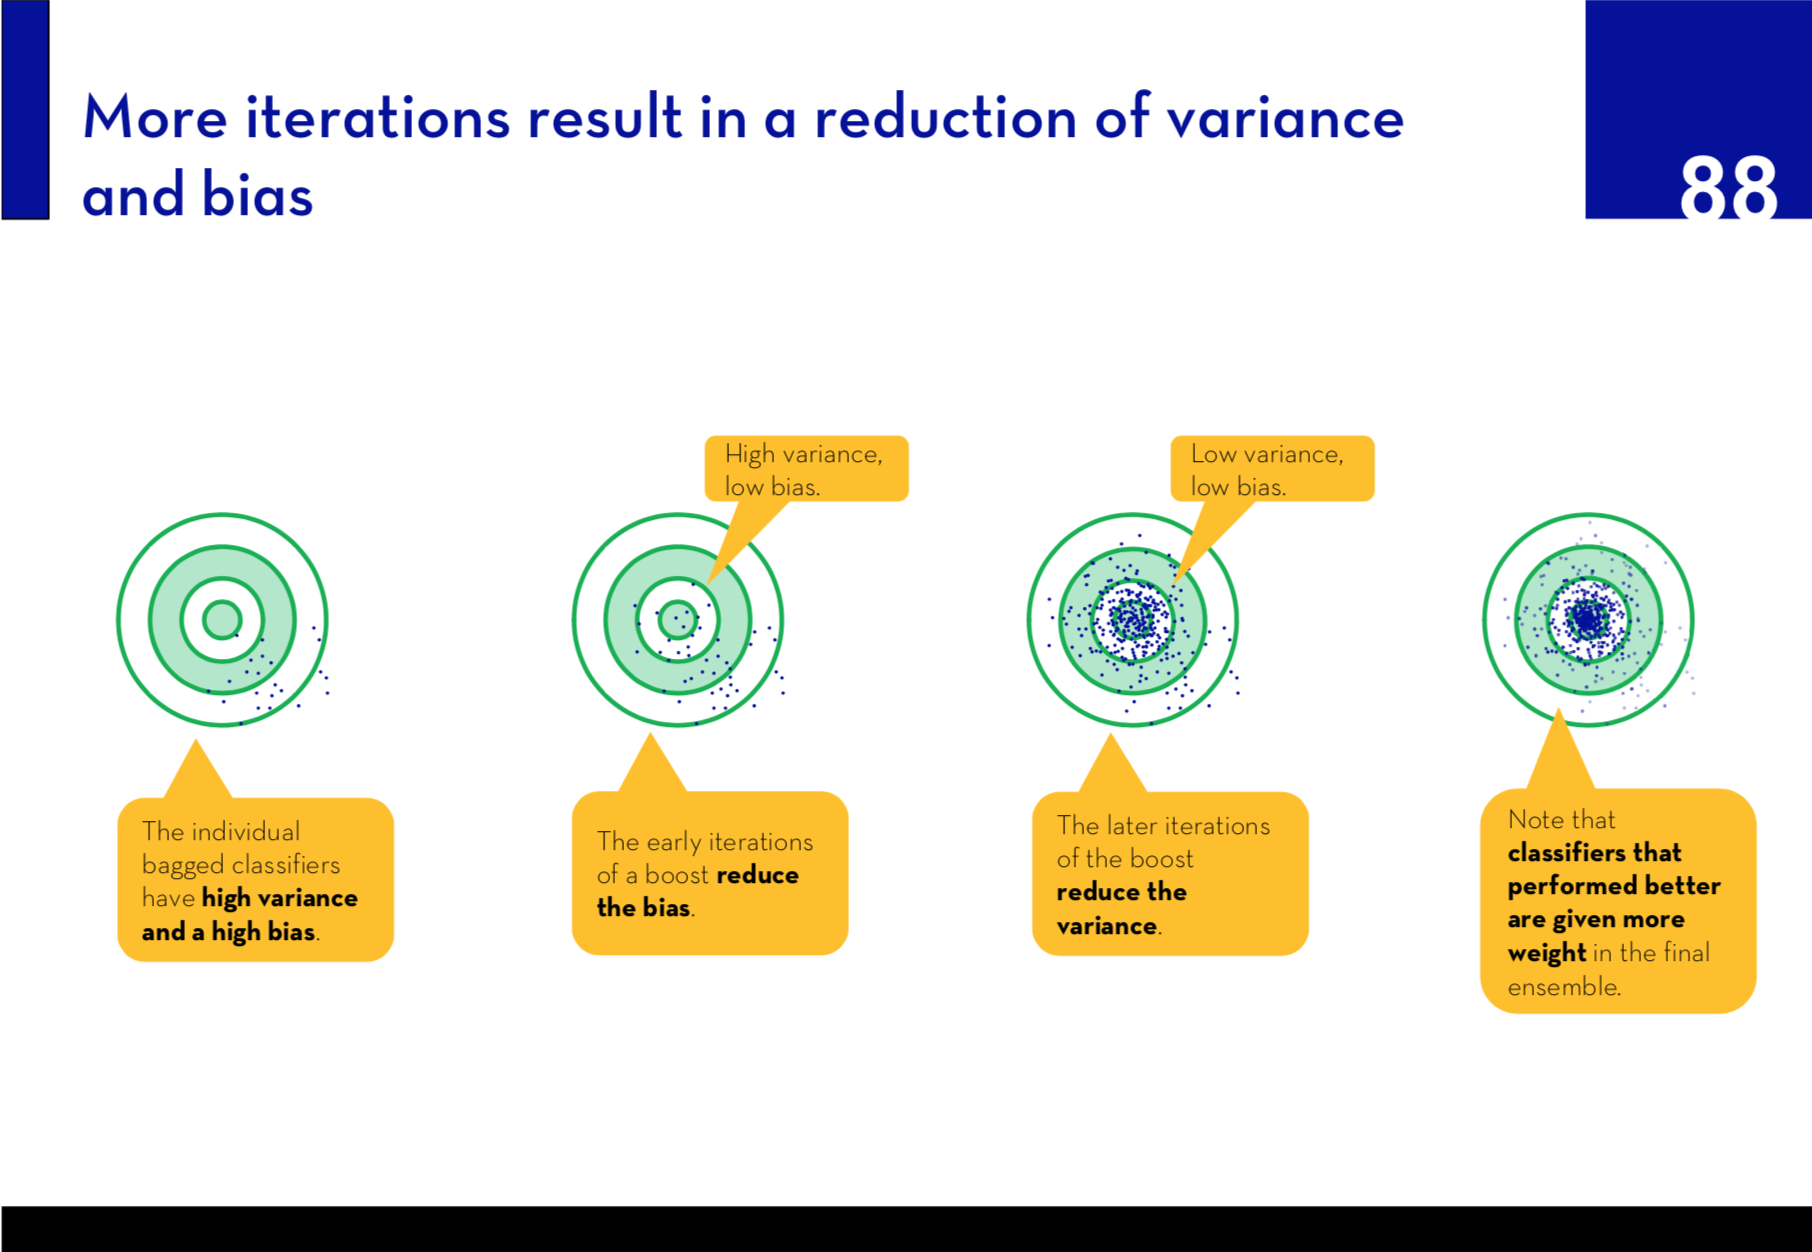 More iterations result in a reduction of variance
and bias
88
High variance,
low bias.
Low variance,
low bias.
The individual
bagged classifiers
have high variance
and a high bias.
The early iterations
of a boost reduce
the bias.
The later iterations
of the boost
reduce the
variance.
Note that
classifiers that
performed better
are given more
weight in the final
ensemble.